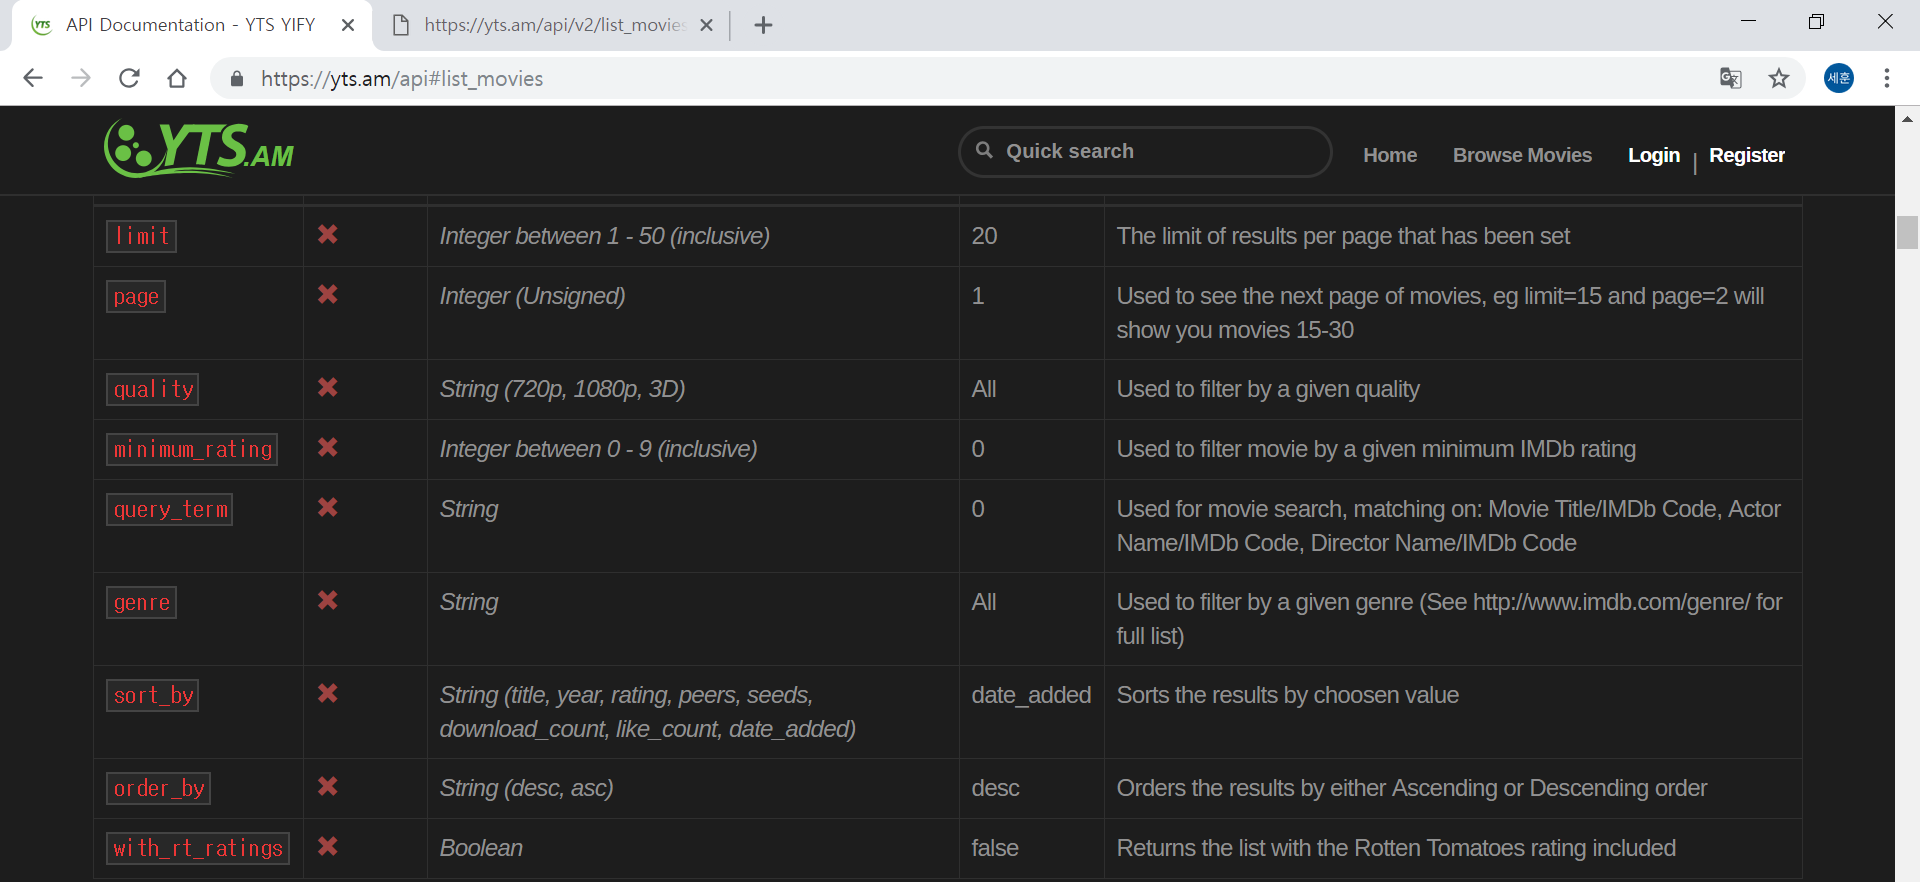 YTS API Documentation - YTS YIFY
https://yts.am/api/v2/list_movies
https://yts.am/api#list_movies
세훈
YTS.AM
Quick search
Home
Browse Movies
Login | Register
limit ✖ Integer between 1 - 50 (inclusive) 20 The limit of results per page that has been set
page ✖ Integer (Unsigned) 1 Used to see the next page of movies, eg limit=15 and page=2 will
show you movies 15-30
quality ✖ String (720p, 1080p, 3D) All Used to filter by a given quality
minimum_rating ✖ Integer between 0 - 9 (inclusive) 0 Used to filter movie by a given minimum IMDb rating
query_term ✖ String 0 Used for movie search, matching on: Movie Title/IMDb Code, Actor
Name/IMDb Code, Director Name/IMDb Code
genre ✖ String All Used to filter by a given genre (See http://www.imdb.com/genre/ for
full list)
sort_by ✖ String (title, year, rating, peers, seeds, date_added Sorts the results by choosen value
download_count, like_count, date_added)
order_by ✖ String (desc, asc) desc Orders the results by either Ascending or Descending order
with_rt_ratings ✖ Boolean false Returns the list with the Rotten Tomatoes rating included